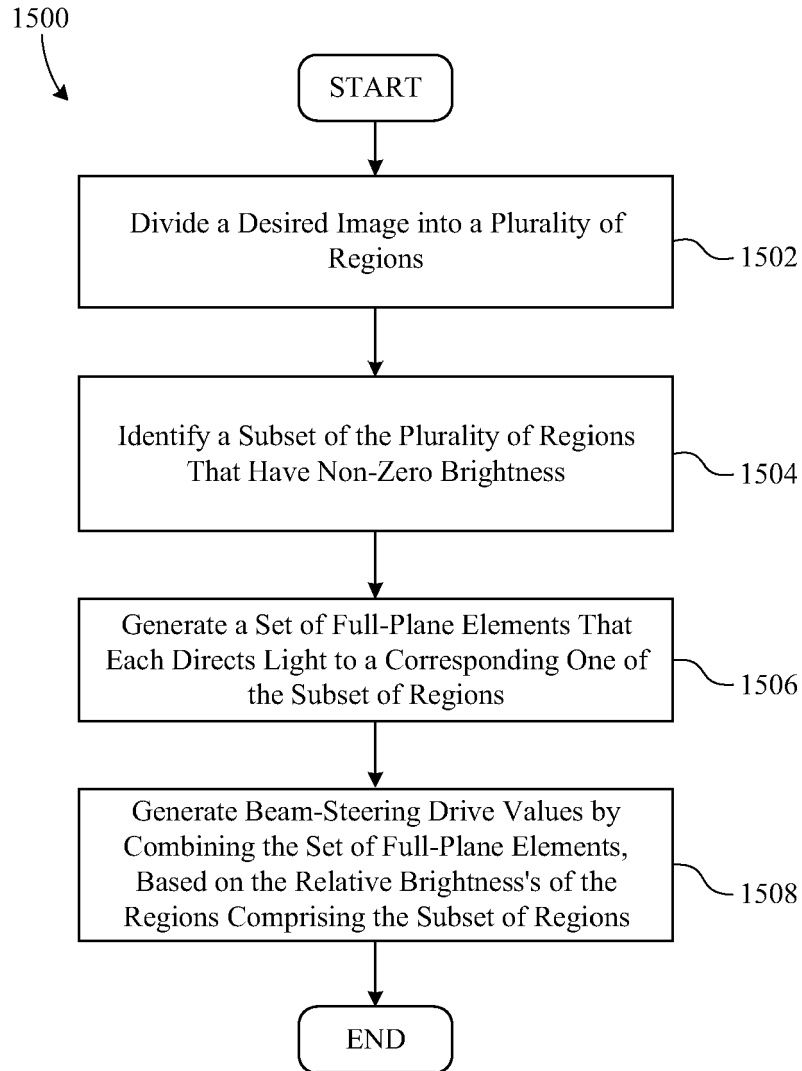 1500
START
Divide a Desired Image into a Plurality of
Regions
1502
Identify a Subset of the Plurality of Regions
That Have Non-Zero Brightness
1504
Generate a Set of Full-Plane Elements That
Each Directs Light to a Corresponding One of
the Subset of Regions
1506
Generate Beam-Steering Drive Values by
Combining the Set of Full-Plane Elements,
Based on the Relative Brightness's of the
Regions Comprising the Subset of Regions
1508
END